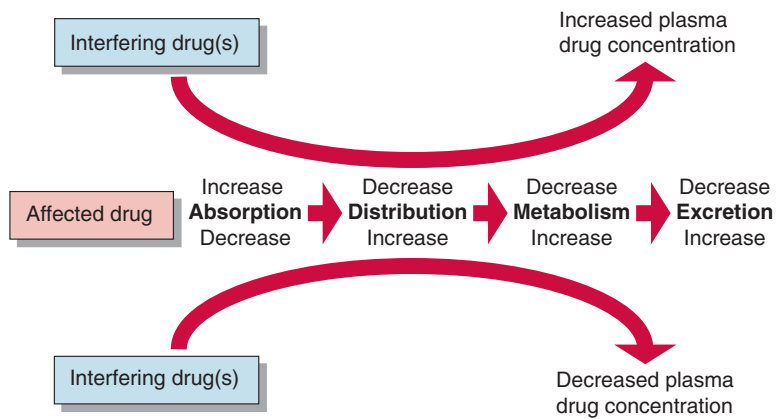 Interfering drug(s)
Increased plasma
drug concentration
Affected drug
Increase
Absorption
Decrease
Decrease
Distribution
Increase
Decrease
Metabolism
Increase
Decrease
Excretion
Increase
Interfering drug(s)
Decreased plasma
drug concentration